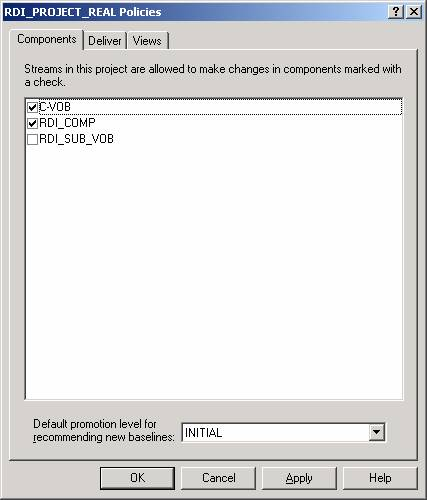 RDI_PROJECT_REAL Policies
Components Deliver Views
Streams in this project are allowed to make changes in components marked with
a check.
C-VOB
RDI_COMP
RDI_SUB_VOB
Default promotion level for
recommending new baselines:
INITIAL
OK Cancel Apply Help